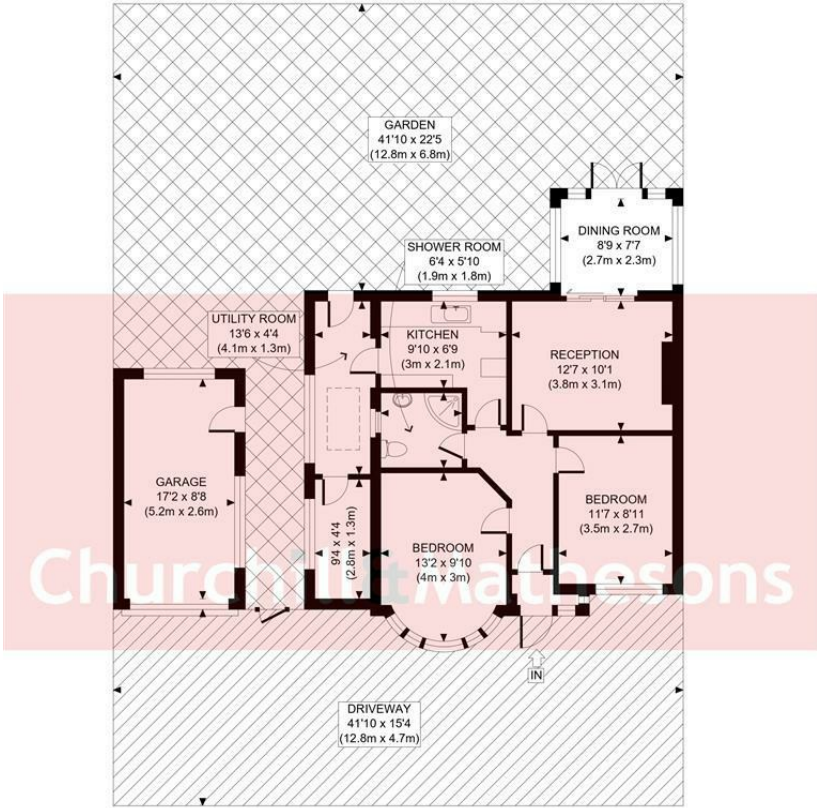 GARDEN
41'10 x 22'5
(12.8m x 6.8m)
DINING ROOM
8'9 x 7'7
(2.7m x 2.3m)
SHOWER ROOM
6'4 x 5'10
(1.9m x 1.8m)
UTILITY ROOM
13'6 x 4'4
(4.1m x 1.3m)
KITCHEN
9'10 x 6'9
(3m x 2.1m)
RECEPTION
12'7 x 10'1
(3.8m x 3.1m)
GARAGE
17'2 x 8'8
(5.2m x 2.6m)
9'4 x 4'4
(2.8m x 1.3m)
BEDROOM
13'2 x 9'10
(4m x 3m)
BEDROOM
11'7 x 8'11
(3.5m x 2.7m)
Churchill & Mathesons
IN
DRIVEWAY
41'10 x 15'4
(12.8m x 4.7m)